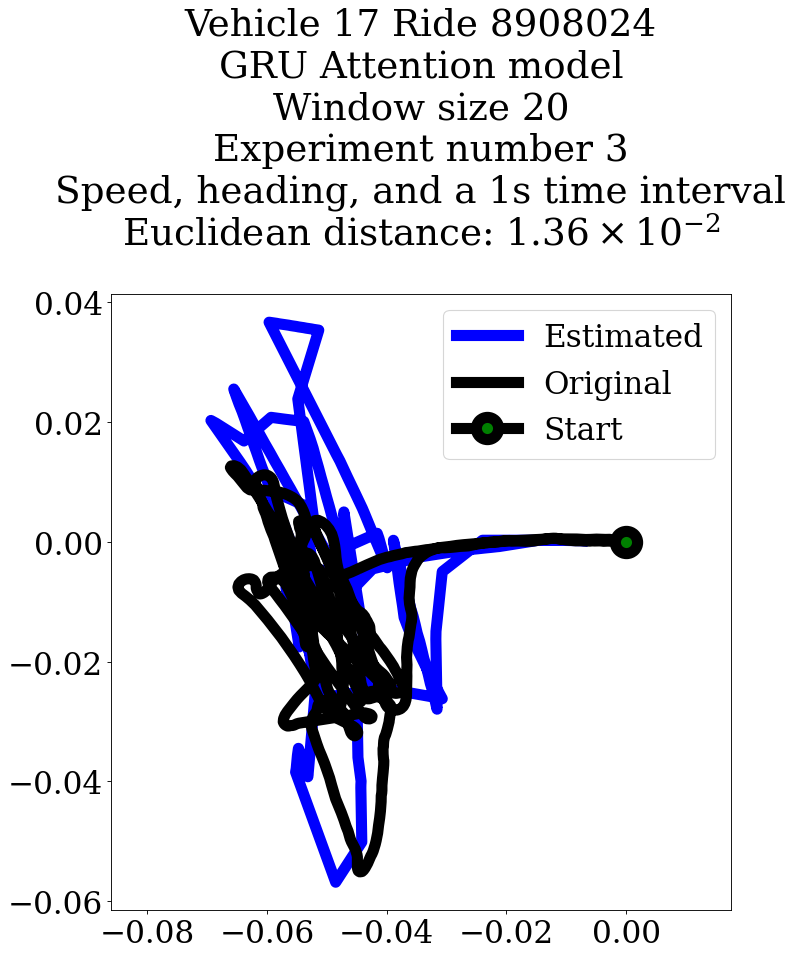 Vehicle 17 Ride 8908024
GRU Attention model
Window size 20
Experiment number 3
Speed, heading, and a 1s time interval
Euclidean distance: 1.36 × 10⁻²
0.04
0.02
0.00
−0.02
−0.04
−0.06
Estimated
Original
Start
−0.08
−0.06
−0.04
−0.02
0.00